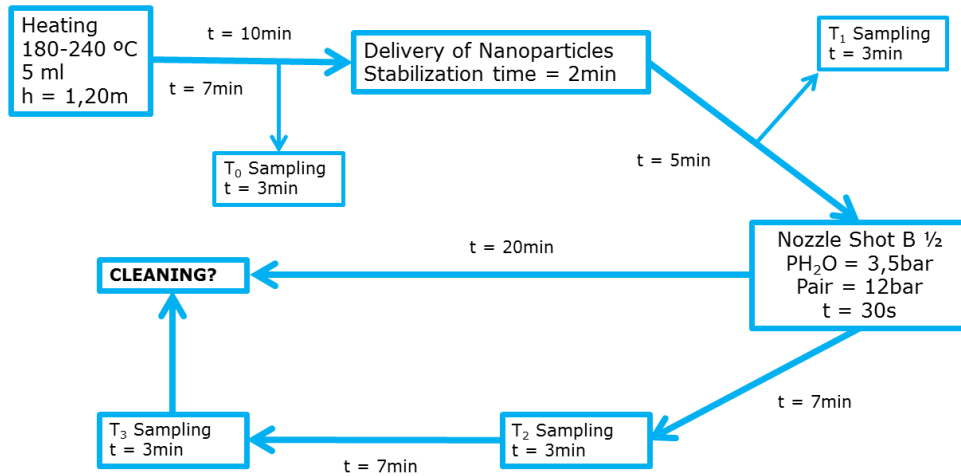 Heating
180-240 ºC
5 ml
h = 1,20m
t = 10min
t = 7min
Delivery of Nanoparticles
Stabilization time = 2min
T₁ Sampling
t = 3min
T₀ Sampling
t = 3min
t = 5min
Nozzle Shot B ½
PH₂O = 3,5bar
Pair = 12bar
t = 30s
t = 20min
CLEANING?
t = 7min
T₂ Sampling
t = 3min
t = 7min
T₃ Sampling
t = 3min